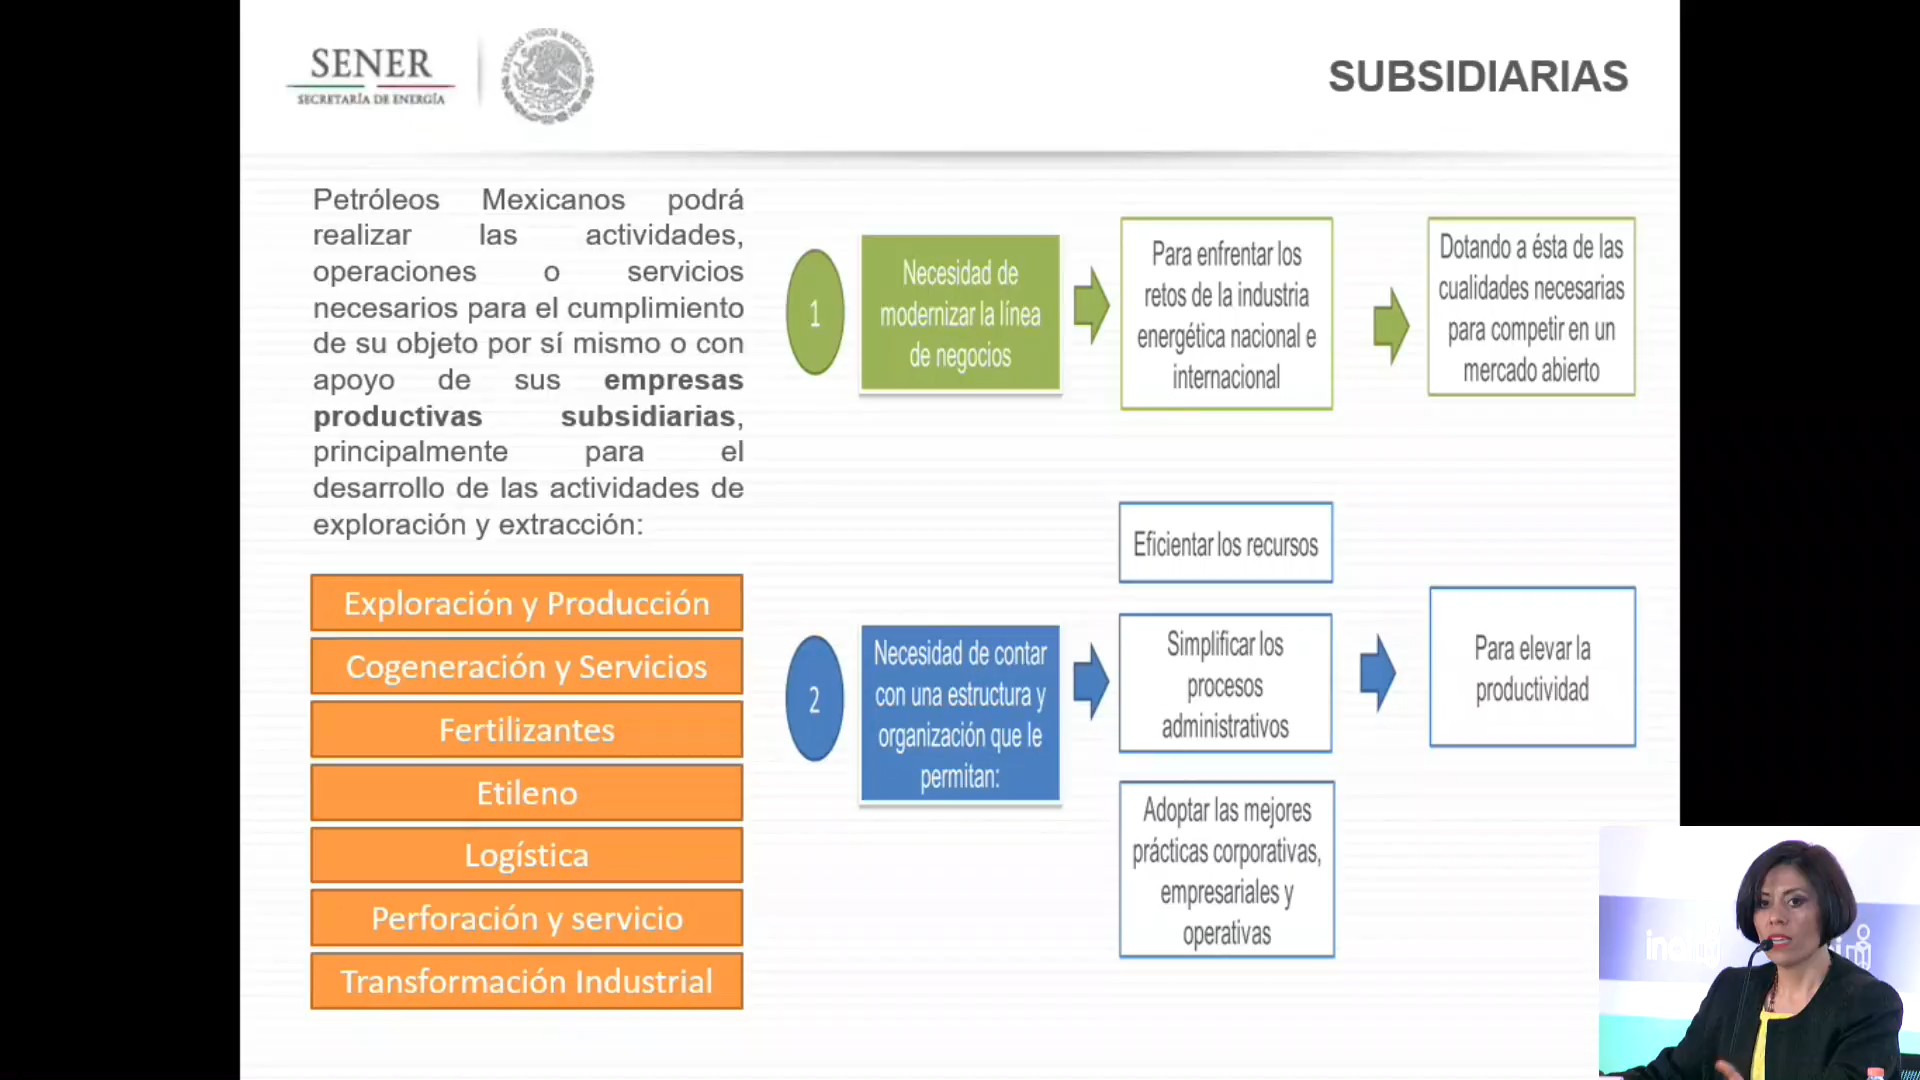 SENER
SECRETARÍA DE ENERGÍA
ESTADOS UNIDOS MEXICANOS
SUBSIDIARIAS
Petróleos Mexicanos podrá
realizar las actividades,
operaciones o servicios
necesarios para el cumplimiento
de su objeto por sí mismo o con
apoyo de sus empresas
productivas subsidiarias,
principalmente para el
desarrollo de las actividades de
exploración y extracción:
Exploración y Producción
Cogeneración y Servicios
Fertilizantes
Etileno
Logística
Perforación y servicio
Transformación Industrial
1
Necesidad de
modernizar la línea
de negocios
Para enfrentar los
retos de la industria
energética nacional e
internacional
Dotando a ésta de las
cualidades necesarias
para competir en un
mercado abierto
2
Necesidad de contar
con una estructura y
organización que le
permitan:
Eficientar los recursos
Simplificar los
procesos
administrativos
Adoptar las mejores
prácticas corporativas,
empresariales y
operativas
Para elevar la
productividad